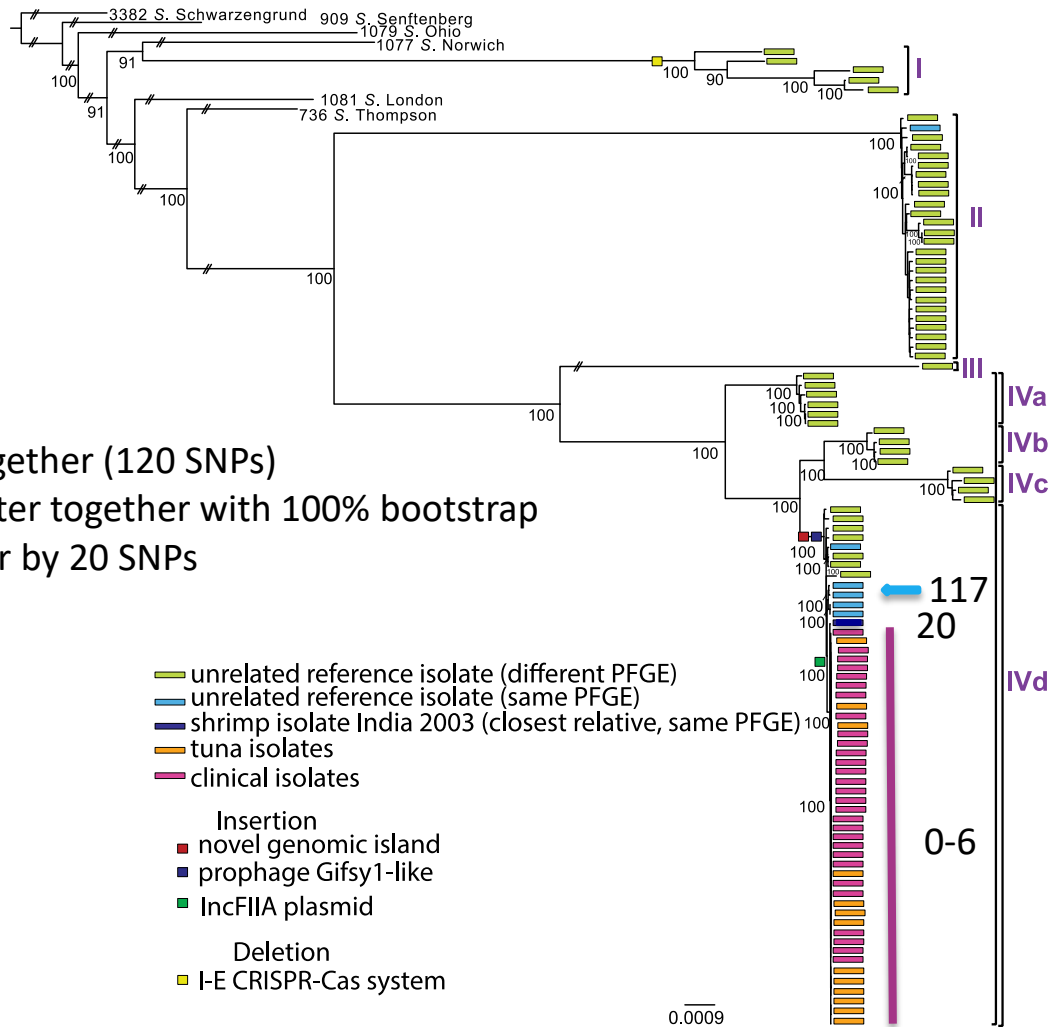 3382 S. Schwarzengrund
909 S. Senftenberg
1079 S. Ohio
1077 S. Norwich
100
91
100
90
100
100
I
91
1081 S. London
736 S. Thompson
100
100
100
100
100
100
100
II
100
III
100
100
100
100
IVa
100
100
100
100
IVb
100
IVc
gether (120 SNPs)
ter together with 100% bootstrap
r by 20 SNPs
100
100
100
100
100
117
20
100
100
100
0-6
IVd
unrelated reference isolate (different PFGE)
unrelated reference isolate (same PFGE)
shrimp isolate India 2003 (closest relative, same PFGE)
tuna isolates
clinical isolates
Insertion
novel genomic island
prophage Gifsy1-like
IncFIIA plasmid
Deletion
I-E CRISPR-Cas system
0.0009